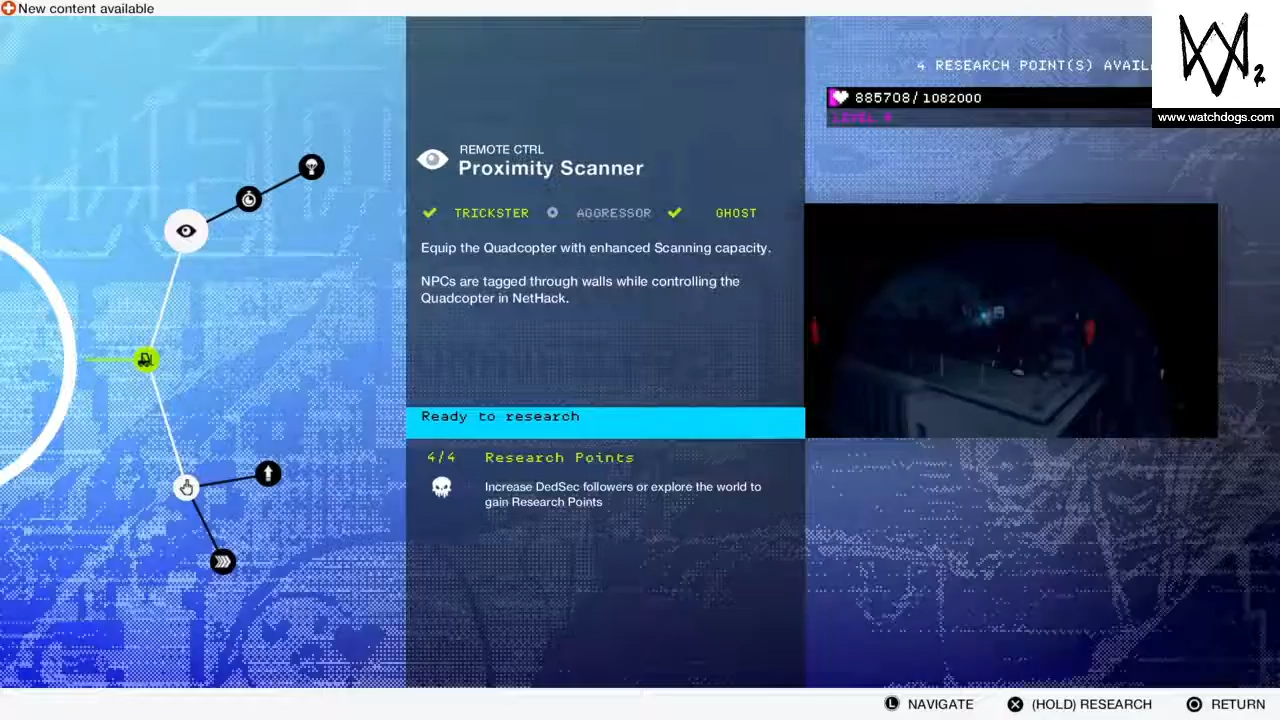 New content available
4 RESEARCH POINT(S) AVAIL
2
885708/1082000
www.watchdogs.com
REMOTE CTRL
Proximity Scanner
TRICKSTER AGGRESSOR GHOST
Equip the Quadcopter with enhanced Scanning capacity.
NPCs are tagged through walls while controlling the
Quadcopter in NetHack.
Ready to research
4/4 Research Points
Increase DedSec followers or explore the world to
gain Research Points
L NAVIGATE (HOLD) RESEARCH RETURN